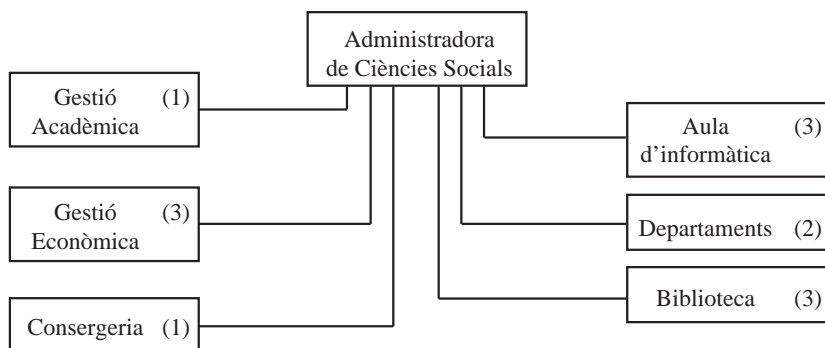 Administradora
de Ciències Socials
Gestió (1)
Acadèmica
Aula (3)
d’informàtica
Gestió (3)
Econòmica
Departaments (2)
Biblioteca (3)
Consergeria (1)